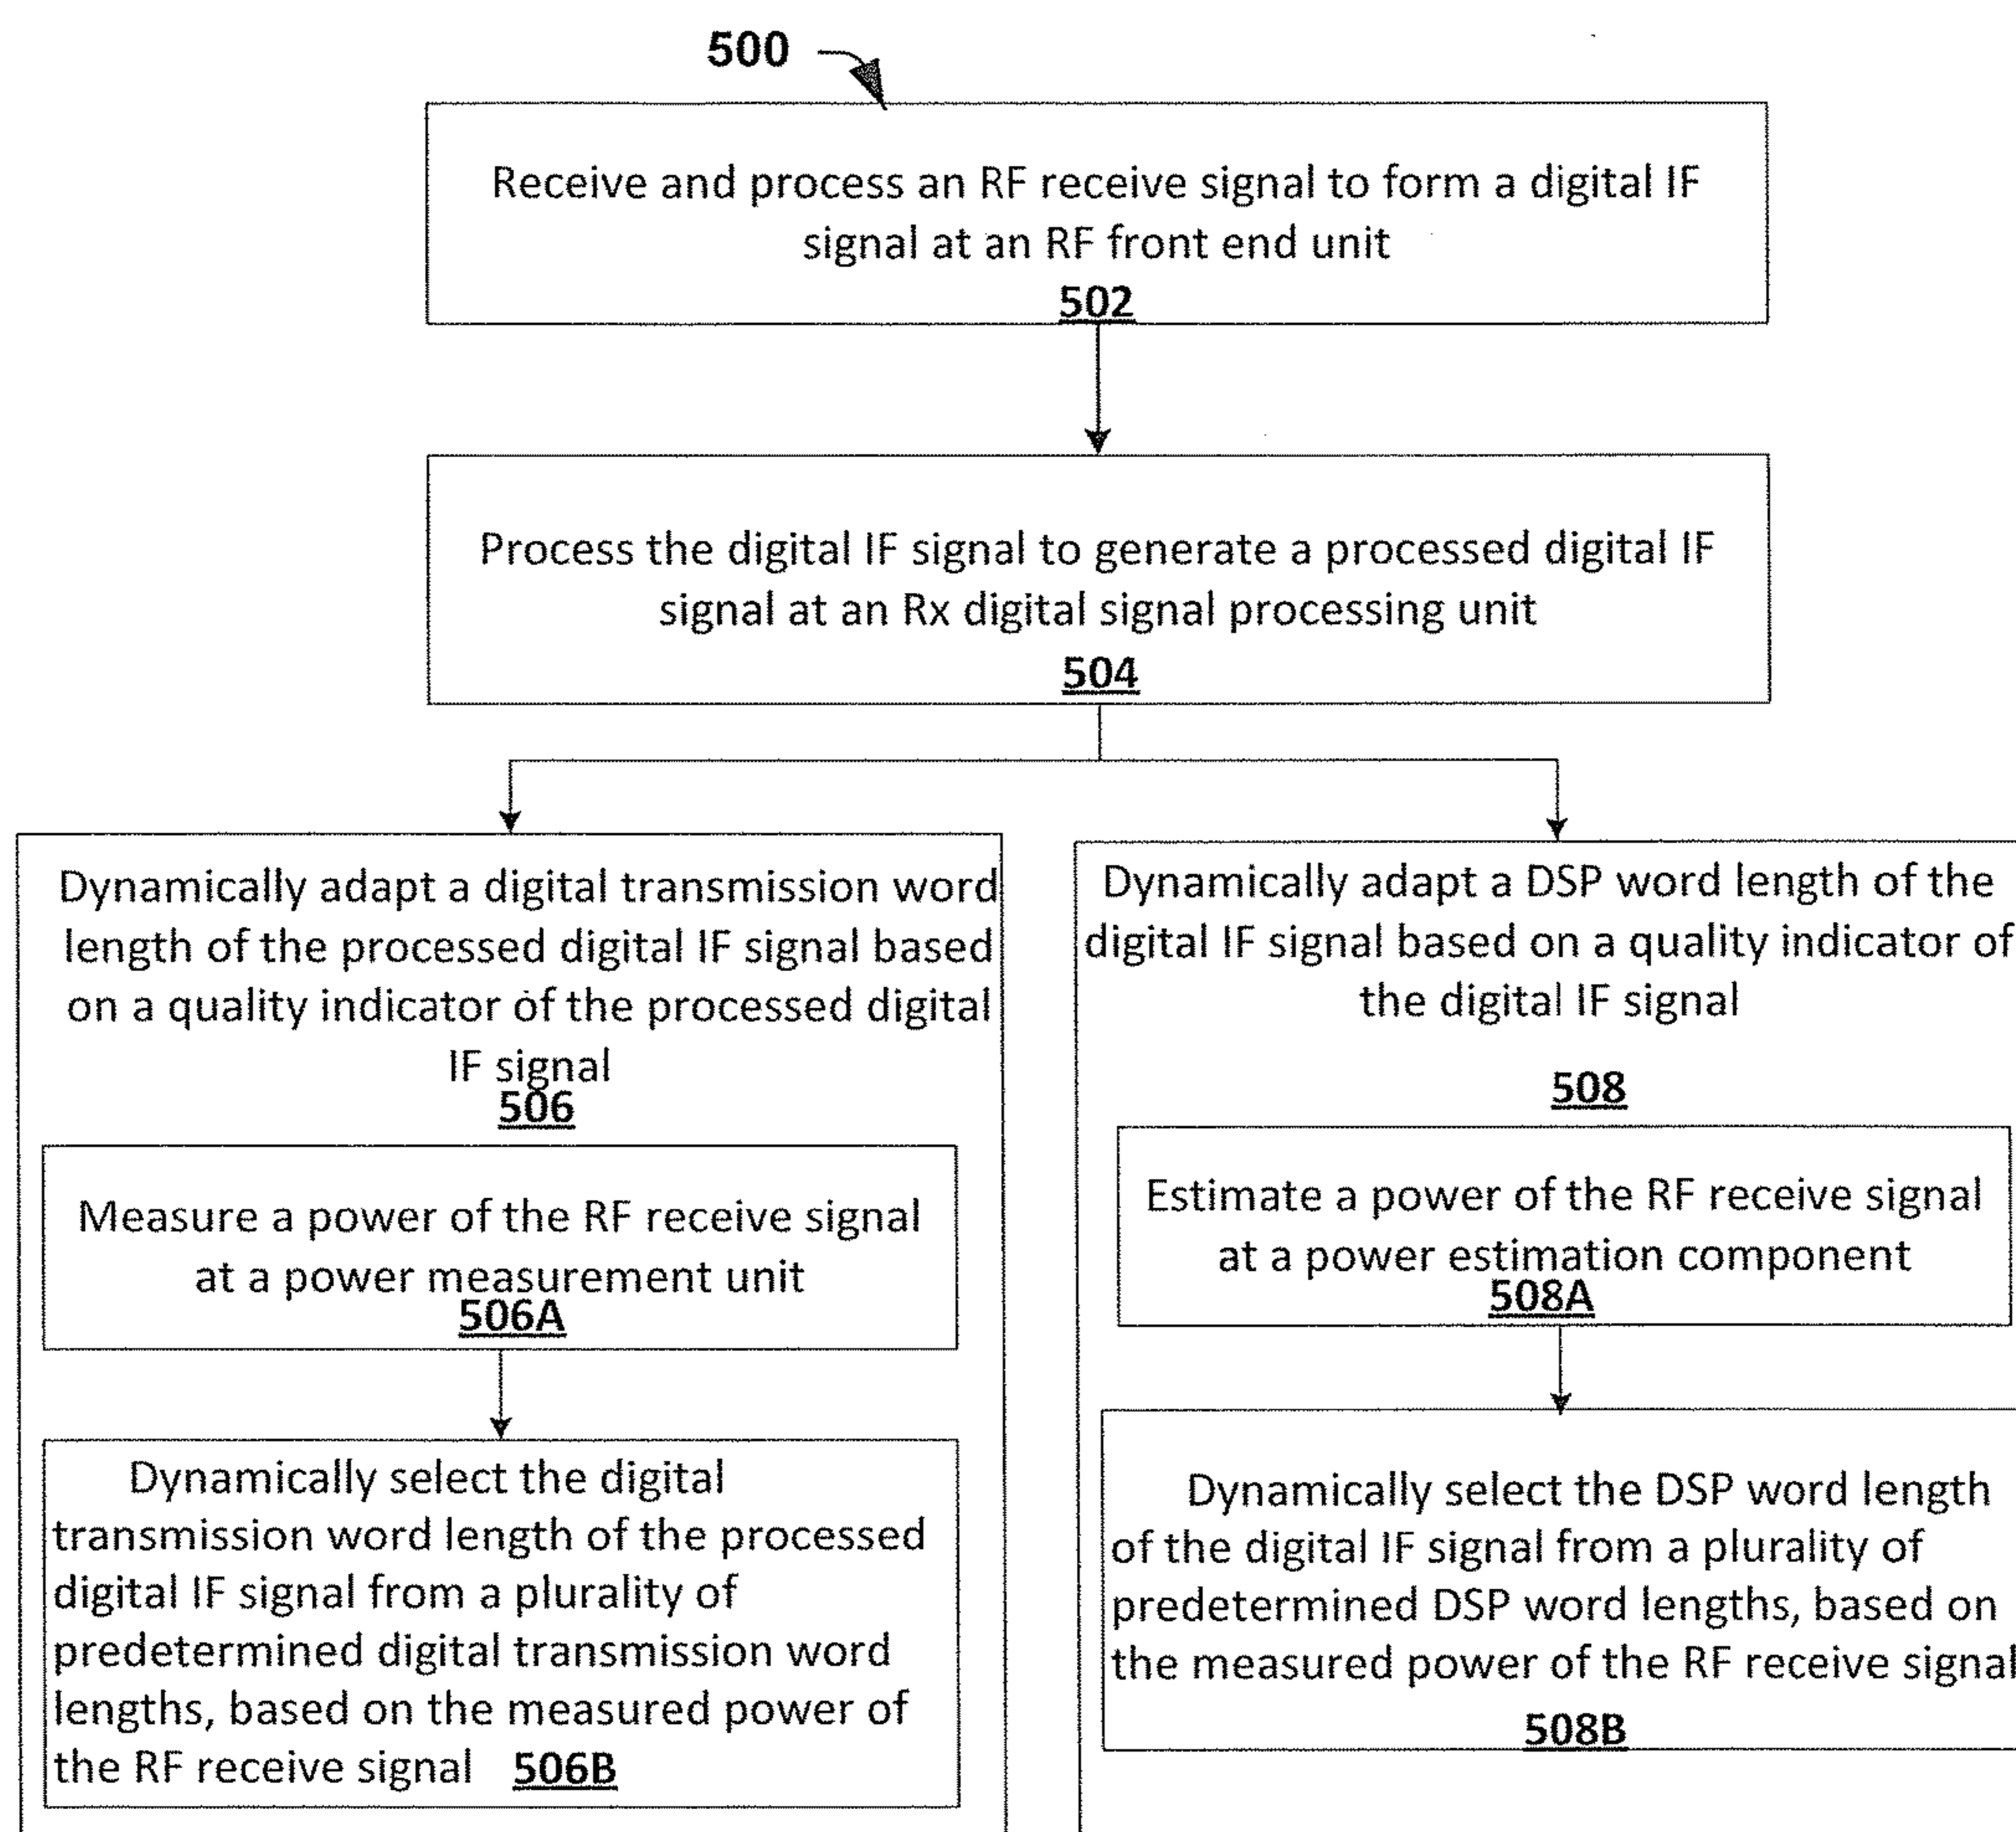 500
Receive and process an RF receive signal to form a digital IF
signal at an RF front end unit
502
Process the digital IF signal to generate a processed digital IF
signal at an Rx digital signal processing unit
504
Dynamically adapt a digital transmission word
length of the processed digital IF signal based
on a quality indicator of the processed digital
IF signal
506
Measure a power of the RF receive signal
at a power measurement unit
506A
Dynamically select the digital
transmission word length of the processed
digital IF signal from a plurality of
predetermined digital transmission word
lengths, based on the measured power of
the RF receive signal 506B
Dynamically adapt a DSP word length of the
digital IF signal based on a quality indicator of
the digital IF signal
508
Estimate a power of the RF receive signal
at a power estimation component
508A
Dynamically select the DSP word length
of the digital IF signal from a plurality of
predetermined DSP word lengths, based on
the measured power of the RF receive signal
508B